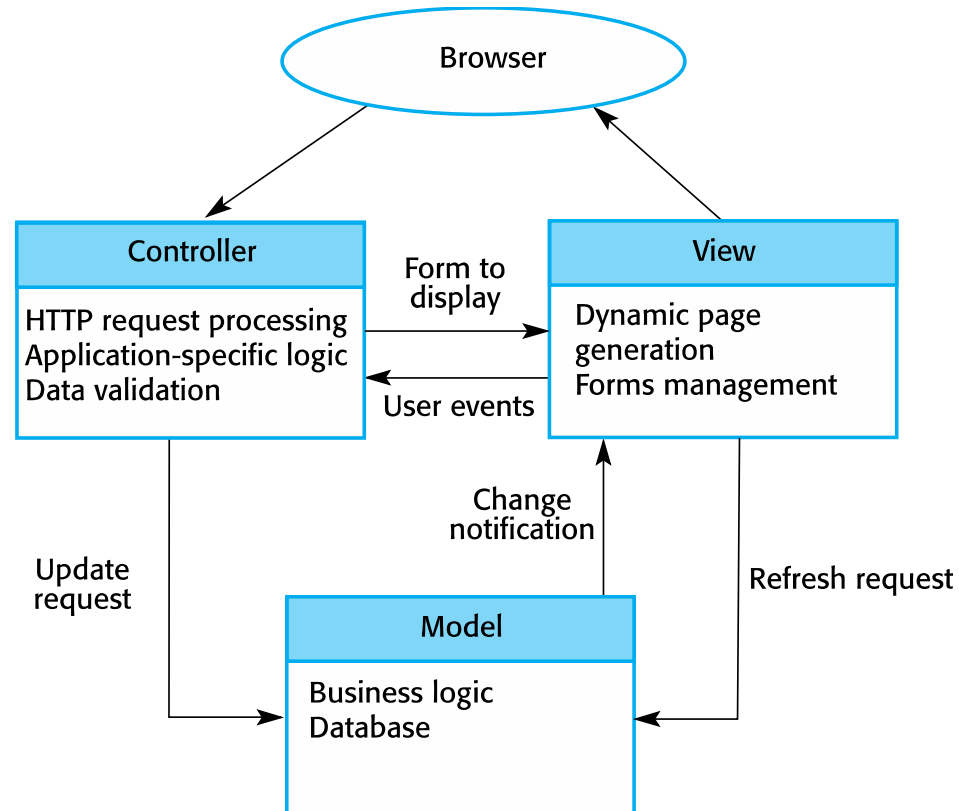 Browser
Controller
HTTP request processing
Application-specific logic
Data validation
Form to
display
User events
View
Dynamic page
generation
Forms management
Update
request
Change
notification
Refresh request
Model
Business logic
Database